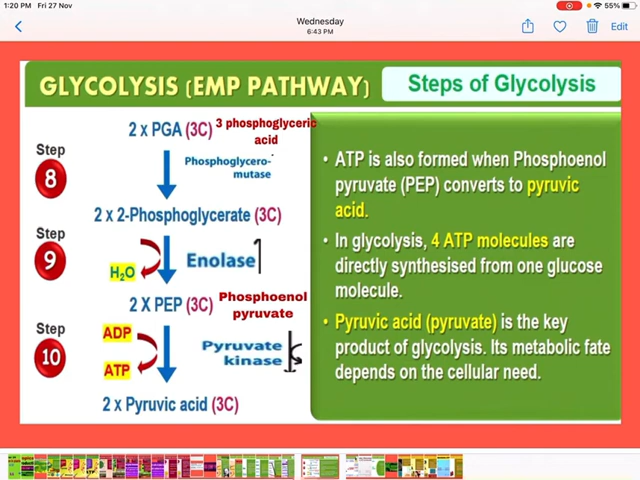 1:20 PM Fri 27 Nov
55%
Wednesday
6:43 PM
Edit
GLYCOLYSIS (EMP PATHWAY)
Steps of Glycolysis
2 x PGA (3C) 3 phosphoglyceric
acid
Step
8
Phosphoglycero-
mutase
2 x 2-Phosphoglycerate (3C)
Step
9
H₂O
Enolase
2 X PEP (3C) Phosphoenol
pyruvate
Step
10
ADP
ATP
Pyruvate
kinase
2 x Pyruvic acid (3C)
• ATP is also formed when Phosphoenol
pyruvate (PEP) converts to pyruvic
acid.
• In glycolysis, 4 ATP molecules are
directly synthesised from one glucose
molecule.
• Pyruvic acid (pyruvate) is the key
product of glycolysis. Its metabolic fate
depends on the cellular need.